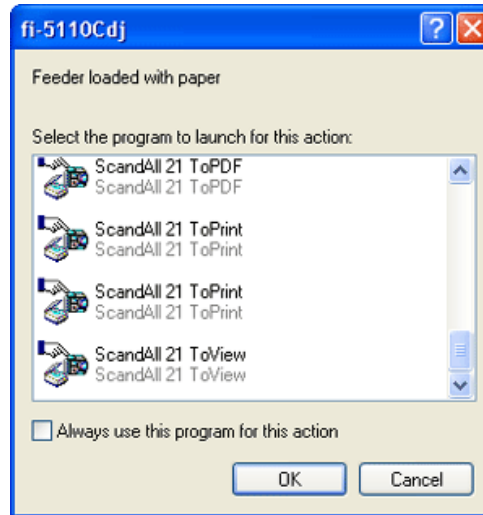 fi-5110Cdj
Feeder loaded with paper
Select the program to launch for this action:
ScandAll 21 ToPDF
ScandAll 21 ToPDF
ScandAll 21 ToPrint
ScandAll 21 ToPrint
ScandAll 21 ToPrint
ScandAll 21 ToPrint
ScandAll 21 ToView
ScandAll 21 ToView
Always use this program for this action
OK Cancel